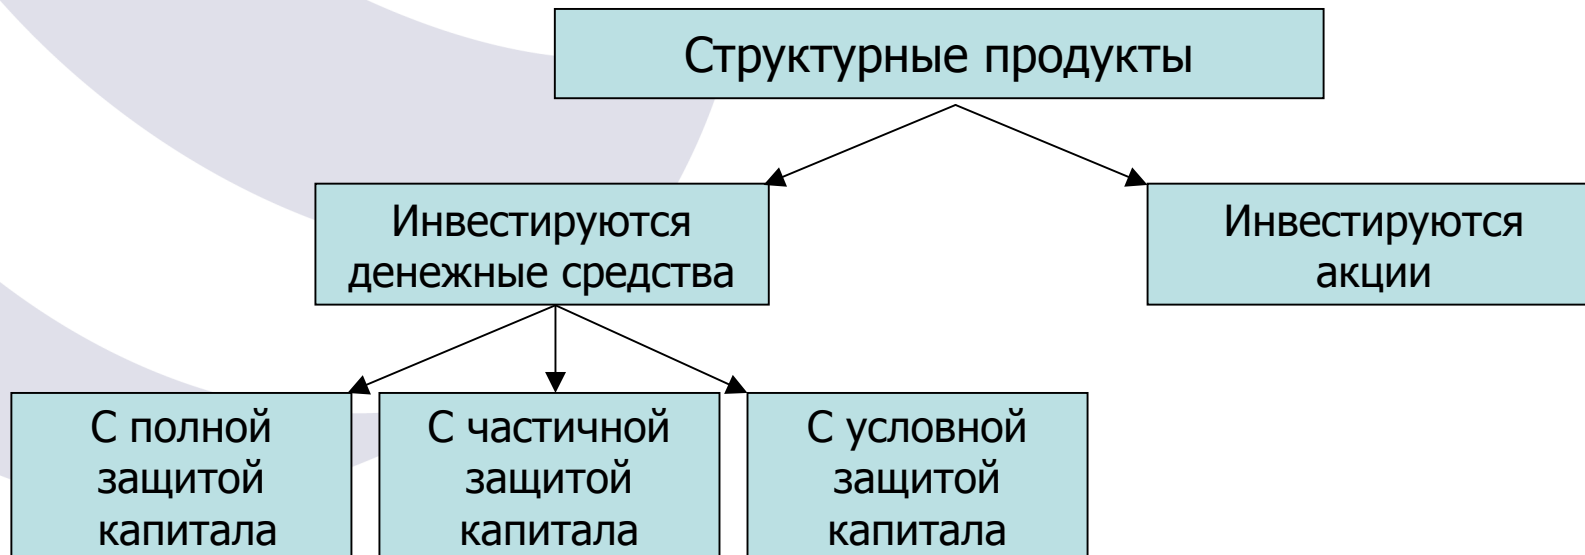 Структурные продукты
Инвестируются
денежные средства
Инвестируются
акции
С полной
защитой
капитала
С частичной
защитой
капитала
С условной
защитой
капитала